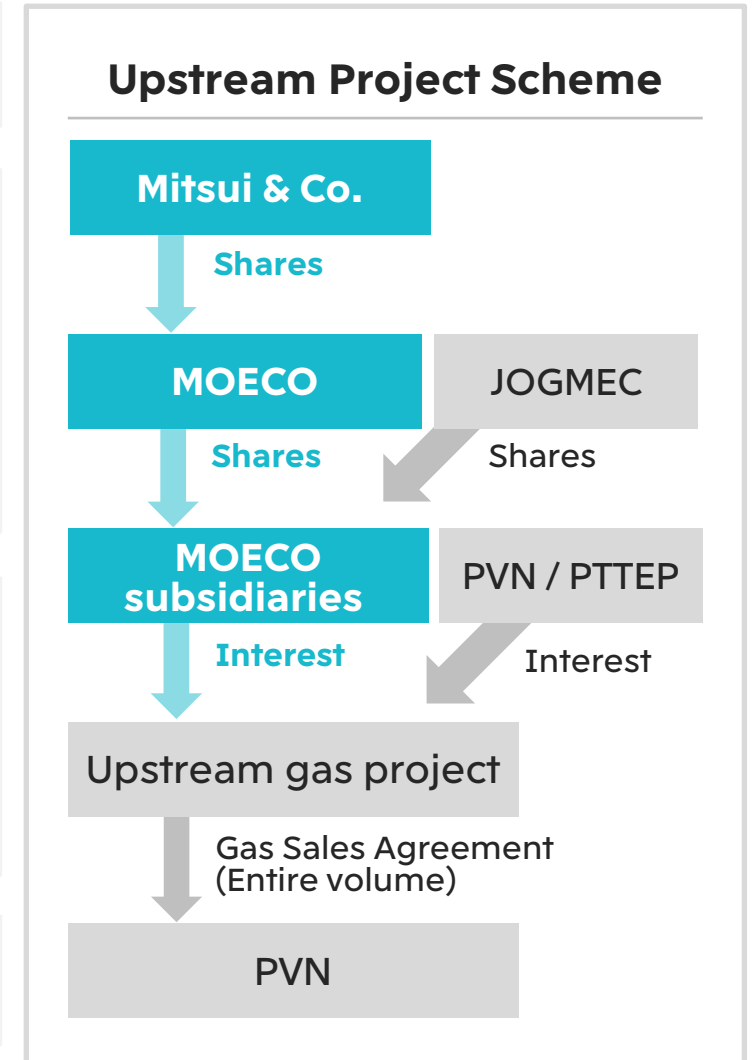 Upstream Project Scheme
Mitsui & Co.
Shares
MOECO
JOGMEC
Shares
Shares
MOECO
subsidiaries
PVN / PTTEP
Interest
Interest
Upstream gas project
Gas Sales Agreement
(Entire volume)
PVN